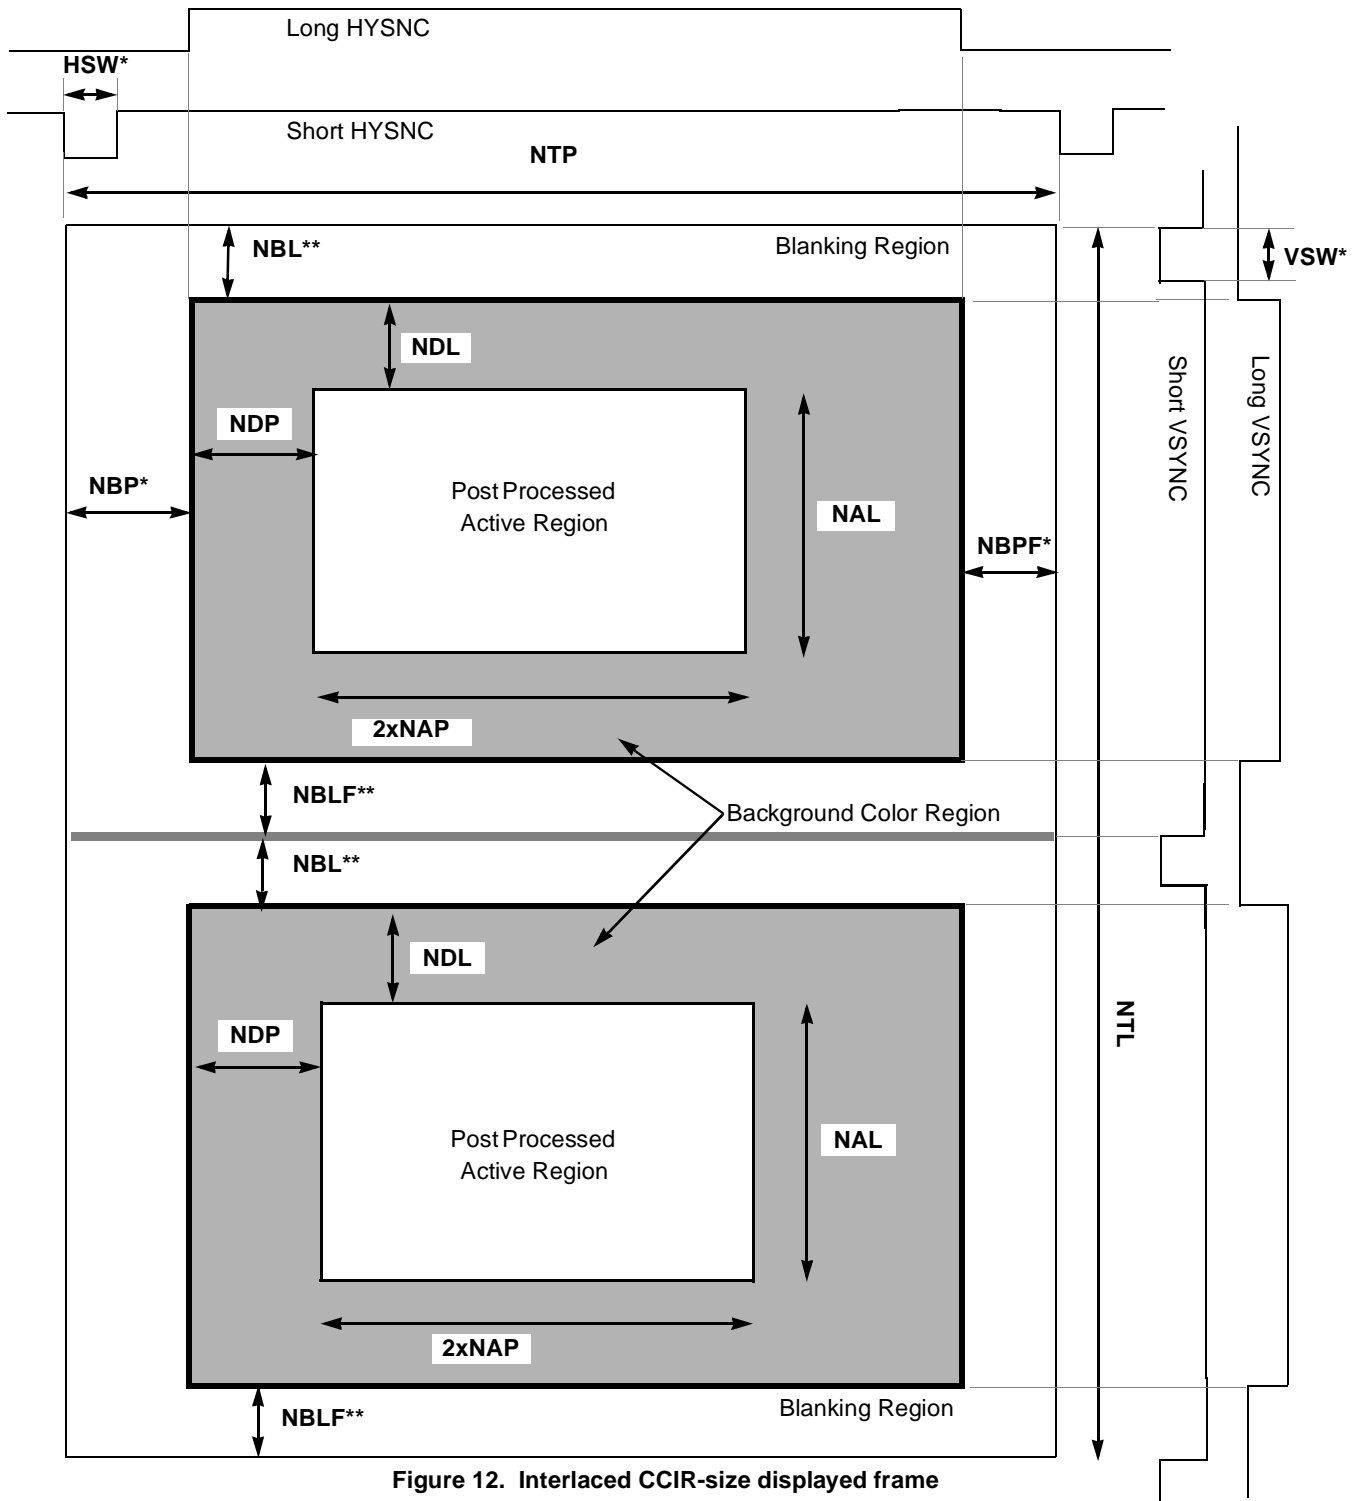 Long HYSNC
HSW*
Short HYSNC
NTP
NBL**
Blanking Region
VSW*
NDL
NDP
Short VSYNC
Long VSYNC
Post Processed
Active Region
NBP*
NAL
NBPF*
2xNAP
NBLF**
Background Color Region
NBL**
NDL
NTL
NDP
Post Processed
Active Region
NAL
2xNAP
NBLF**
Blanking Region
Figure 12. Interlaced CCIR-size displayed frame